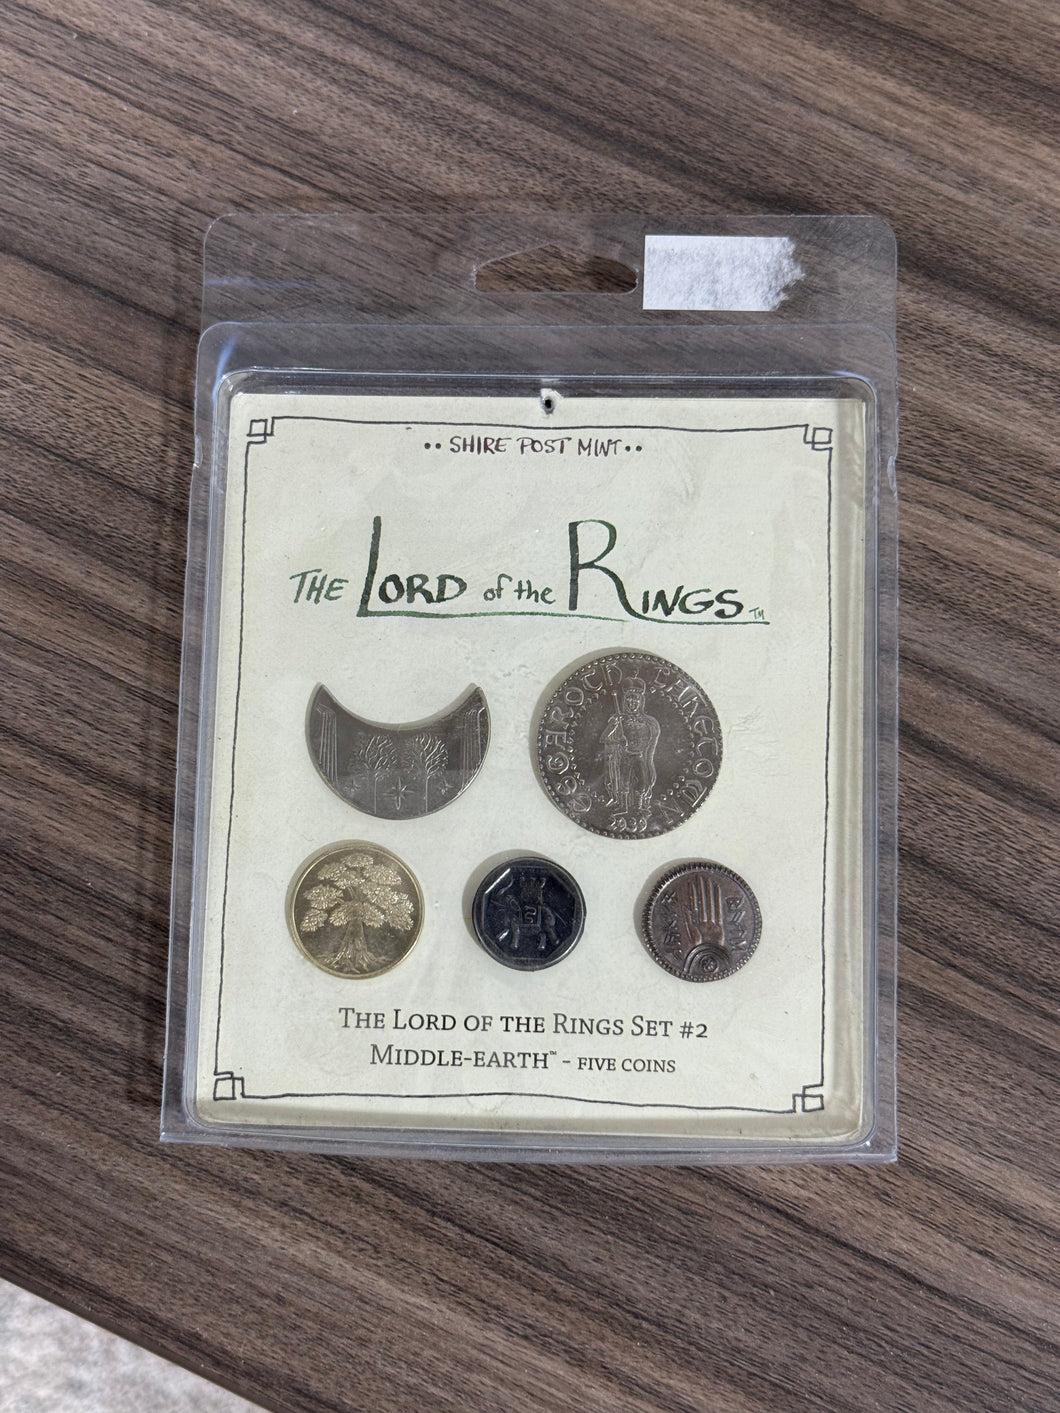 •• SHIRE POST MINT ••
THE LORD of the RINGS ™
2939
THE LORD OF THE RINGS SET #2
MIDDLE-EARTH™ – FIVE COINS